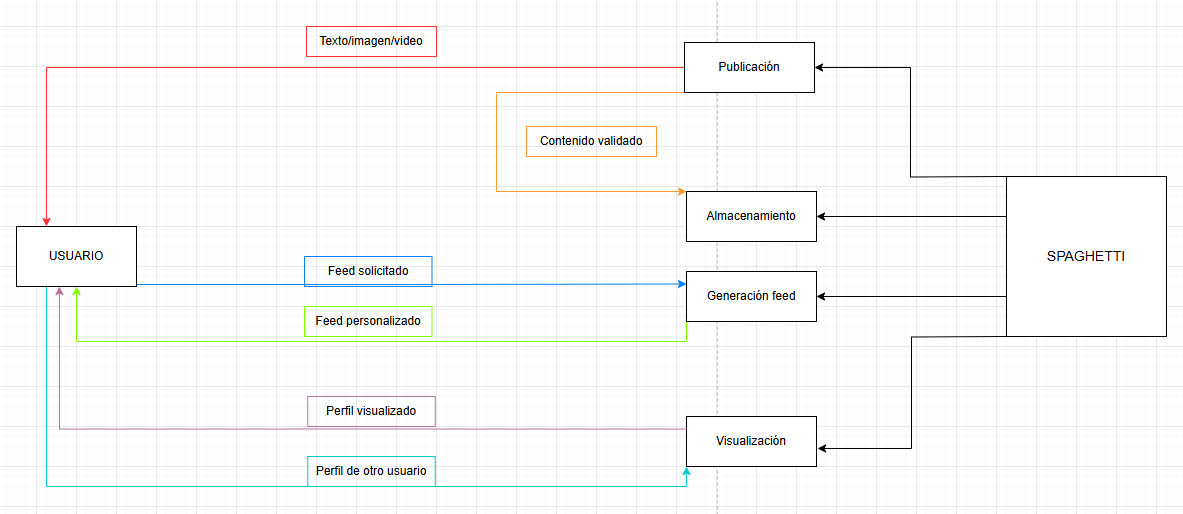 Texto/imagen/video
Publicación
Contenido validado
Almacenamiento
USUARIO
SPAGHETTI
Feed solicitado
Generación feed
Feed personalizado
Perfil visualizado
Visualización
Perfil de otro usuario